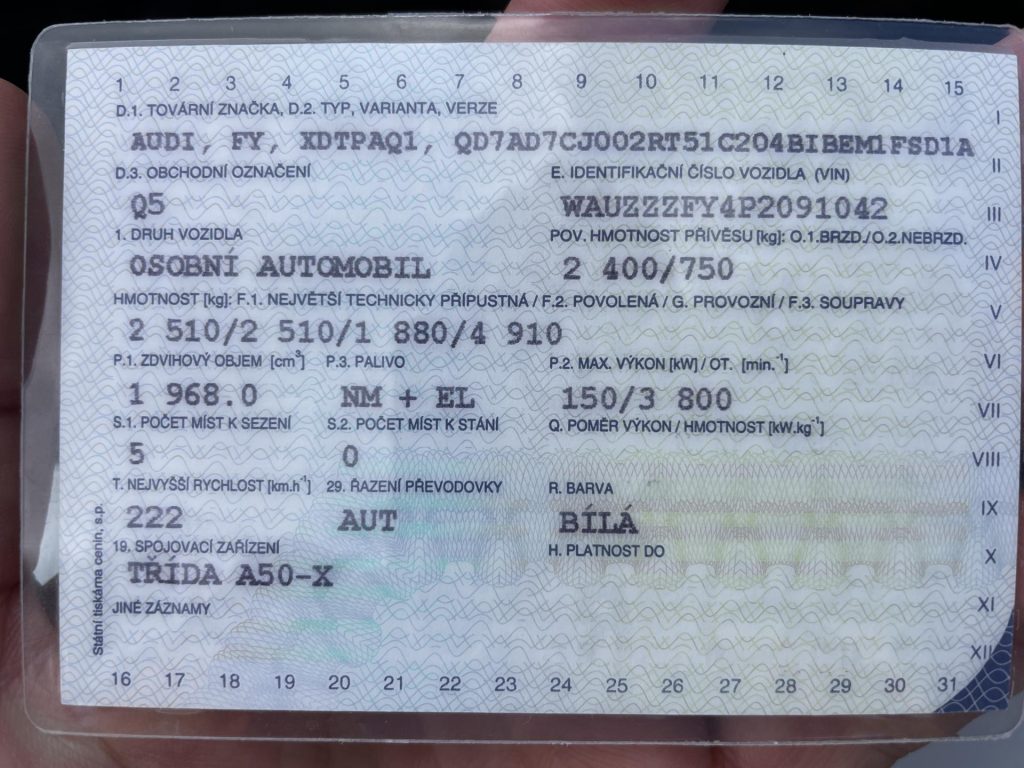 1 2 3 4 5 6 7 8 9 10 11 12 13 14 15
D.1. TOVÁRNÍ ZNAČKA, D.2. TYP, VARIANTA, VERZE
I
AUDI, FY, XDTPAQ1, QD7AD7CJ002RT51C204BIBEM1FSD1A
II
D.3. OBCHODNÍ OZNAČENÍ E. IDENTIFIKAČNÍ ČÍSLO VOZIDLA (VIN)
Q5 WAUZZZFY4P2091042
III
1. DRUH VOZIDLA POV. HMOTNOST PŘÍVĚSU [kg]: O.1.BRZD./O.2.NEBRZD.
OSOBNÍ AUTOMOBIL 2 400/750
IV
HMOTNOST [kg]: F.1. NEJVĚTŠÍ TECHNICKY PŘÍPUSTNÁ / F.2. POVOLENÁ / G. PROVOZNÍ / F.3. SOUPRAVY
V
2 510/2 510/1 880/4 910
P.1. ZDVIHOVÝ OBJEM [cm³] P.3. PALIVO P.2. MAX. VÝKON [kW] / OT. [min.⁻¹]
VI
1 968.0 NM + EL 150/3 800
VII
S.1. POČET MÍST K SEZENÍ S.2. POČET MÍST K STÁNÍ Q. POMĚR VÝKON / HMOTNOST [kW.kg⁻¹]
5 0
VIII
T. NEJVYŠŠÍ RYCHLOST [km.h⁻¹] 29. ŘAZENÍ PŘEVODOVKY R. BARVA
IX
222 AUT BÍLÁ
19. SPOJOVACÍ ZAŘÍZENÍ H. PLATNOST DO
X
TŘÍDA A50-X
JINÉ ZÁZNAMY
XI
XII
Státní tiskárna cenin, s.p.
16 17 18 19 20 21 22 23 24 25 26 27 28 29 30 31